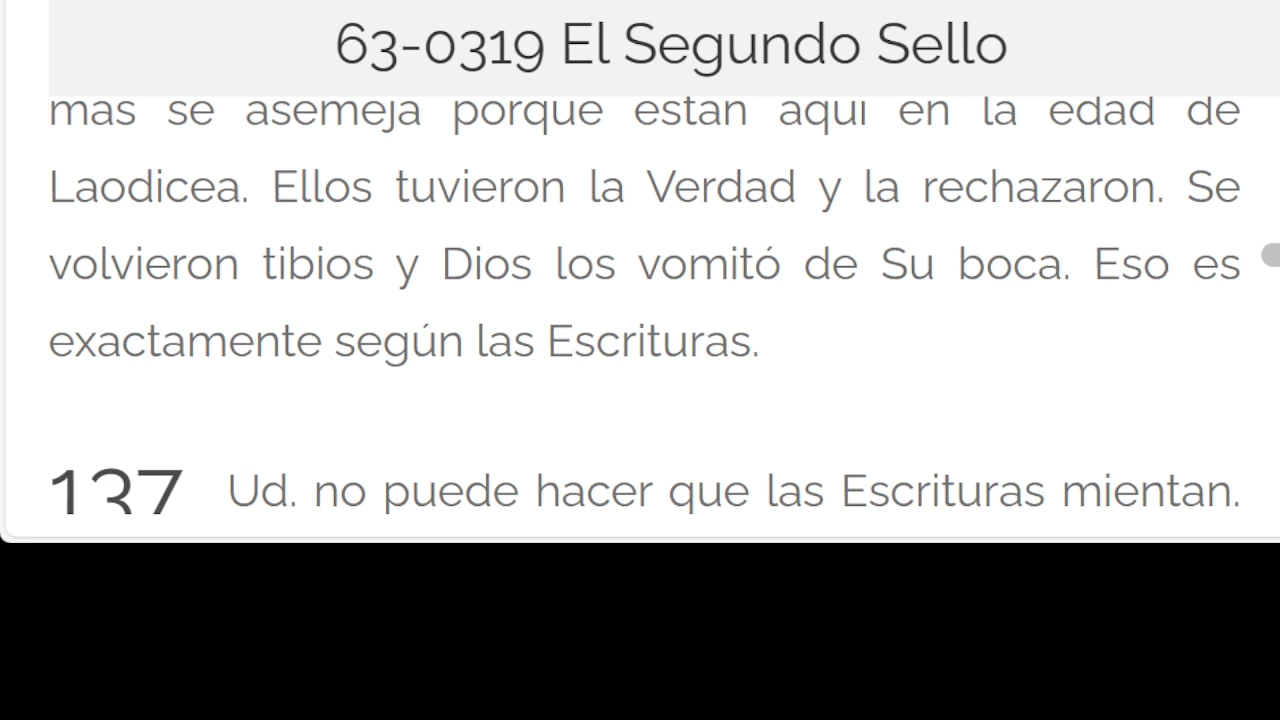 63-0319 El Segundo Sello
mas se asemeja porque están aquí en la edad de
Laodicea. Ellos tuvieron la Verdad y la rechazaron. Se
volvieron tibios y Dios los vomitó de Su boca. Eso es
exactamente según las Escrituras.
137 Ud. no puede hacer que las Escrituras mientan.